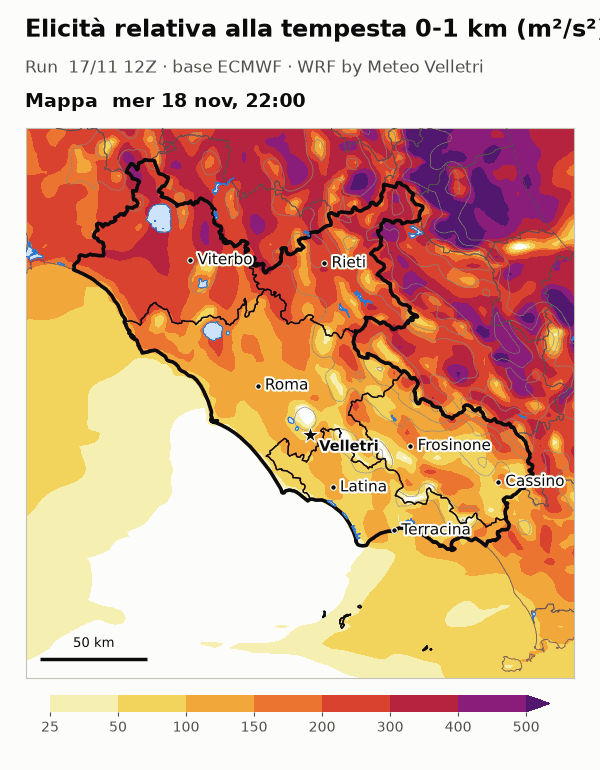 Elicità relativa alla tempesta 0-1 km (m²/s²)
Run 17/11 12Z · base ECMWF · WRF by Meteo Velletri
Mappa mer 18 nov, 22:00
Viterbo
Rieti
Roma
Velletri
Frosinone
Latina
Cassino
Terracina
50 km
25 50 100 150 200 300 400 500